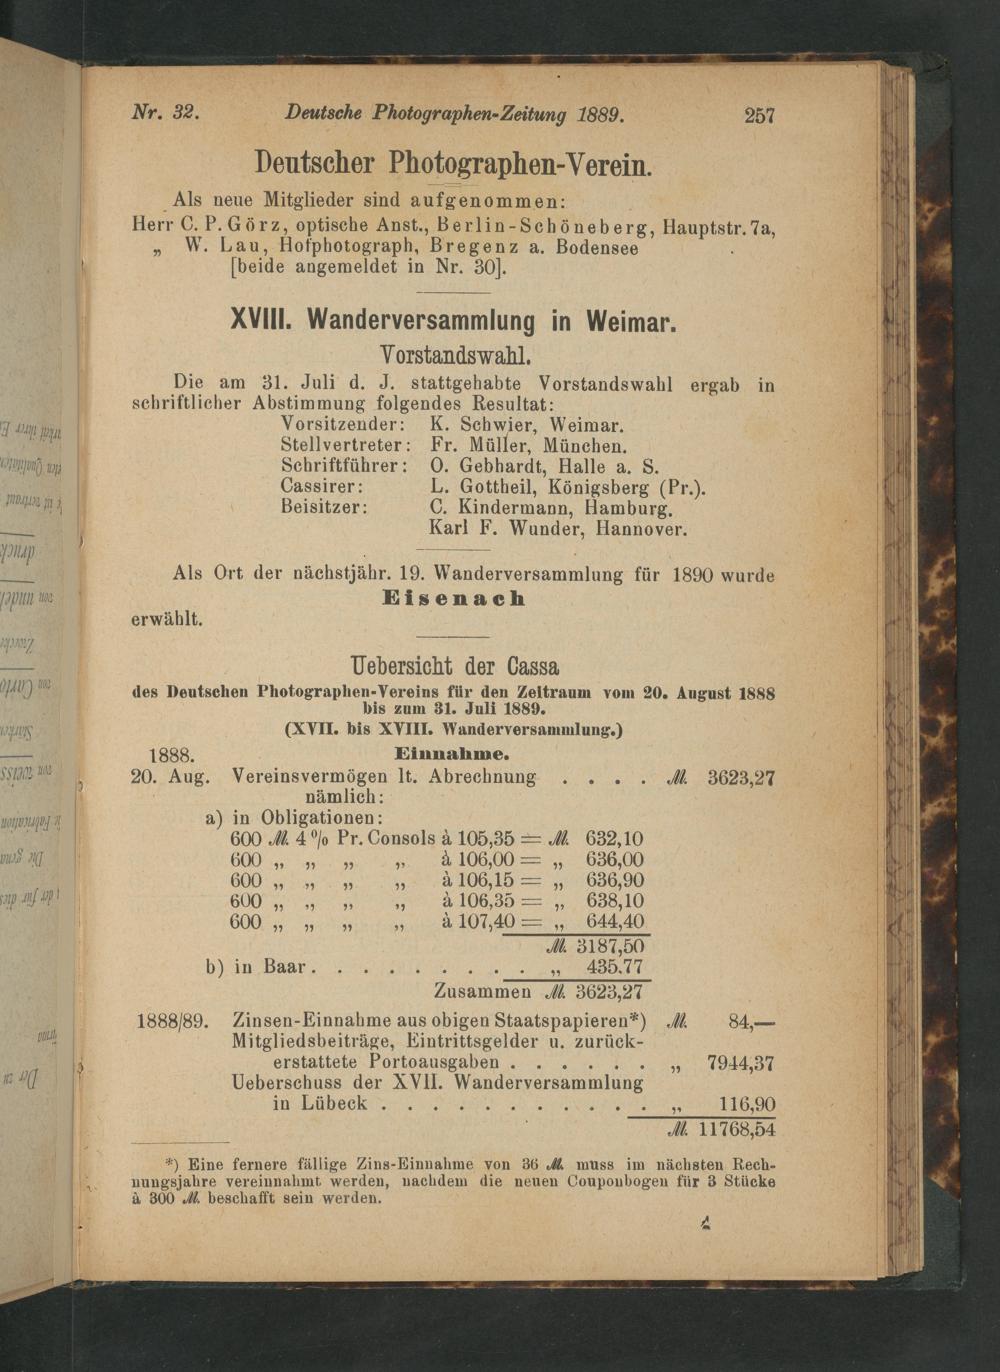 Nr. 32. Deutsche Photographen-Zeitung 1889. 257
Deutscher Photographen-Verein.
Als neue Mitglieder sind aufgenommen:
Herr C. P. Görz, optische Anst., Berlin-Schöneberg, Hauptstr. 7a,
„ W. Lau, Hofphotograph, Bregenz a. Bodensee
[beide angemeldet in Nr. 30].
XVIII. Wanderversammlung in Weimar.
Vorstandswahl.
Die am 31. Juli d. J. stattgehabte Vorstandswahl ergab in
schriftlicher Abstimmung folgendes Resultat:
Vorsitzender: K. Schwier, Weimar.
Stellvertreter: Fr. Müller, München.
Schriftführer: O. Gebhardt, Halle a. S.
Cassirer: L. Gottheil, Königsberg (Pr.).
Beisitzer: C. Kindermann, Hamburg.
Karl F. Wunder, Hannover.
Als Ort der nächstjähr. 19. Wanderversammlung für 1890 wurde
Eisenach
erwählt.
Uebersicht der Cassa
des Deutschen Photographen-Vereins für den Zeitraum vom 20. August 1888
bis zum 31. Juli 1889.
(XVII. bis XVIII. Wanderversammlung.)
1888. Einnahme.
20. Aug. Vereinsvermögen lt. Abrechnung . . . . ℳ. 3623,27
nämlich:
a) in Obligationen:
600 ℳ. 4 % Pr. Consols à 105,35 = ℳ. 632,10
600 „ „ „ „ à 106,00 = „ 636,00
600 „ „ „ „ à 106,15 = „ 636,90
600 „ „ „ „ à 106,35 = „ 638,10
600 „ „ „ „ à 107,40 = „ 644,40
ℳ. 3187,50
b) in Baar . . . . . . . . . „ 435.77
Zusammen ℳ. 3623,27
1888/89. Zinsen-Einnahme aus obigen Staatspapieren*) ℳ. 84,—
Mitgliedsbeiträge, Eintrittsgelder u. zurück-
erstattete Portoausgaben . . . . . . „ 7944,37
Ueberschuss der XVII. Wanderversammlung
in Lübeck . . . . . . . . . . . „ 116,90
ℳ. 11768,54
*) Eine fernere fällige Zins-Einnahme von 36 ℳ. muss im nächsten Rech-
nungsjahre vereinnahmt werden, nachdem die neuen Couponbogen für 3 Stücke
à 300 ℳ. beschafft sein werden.